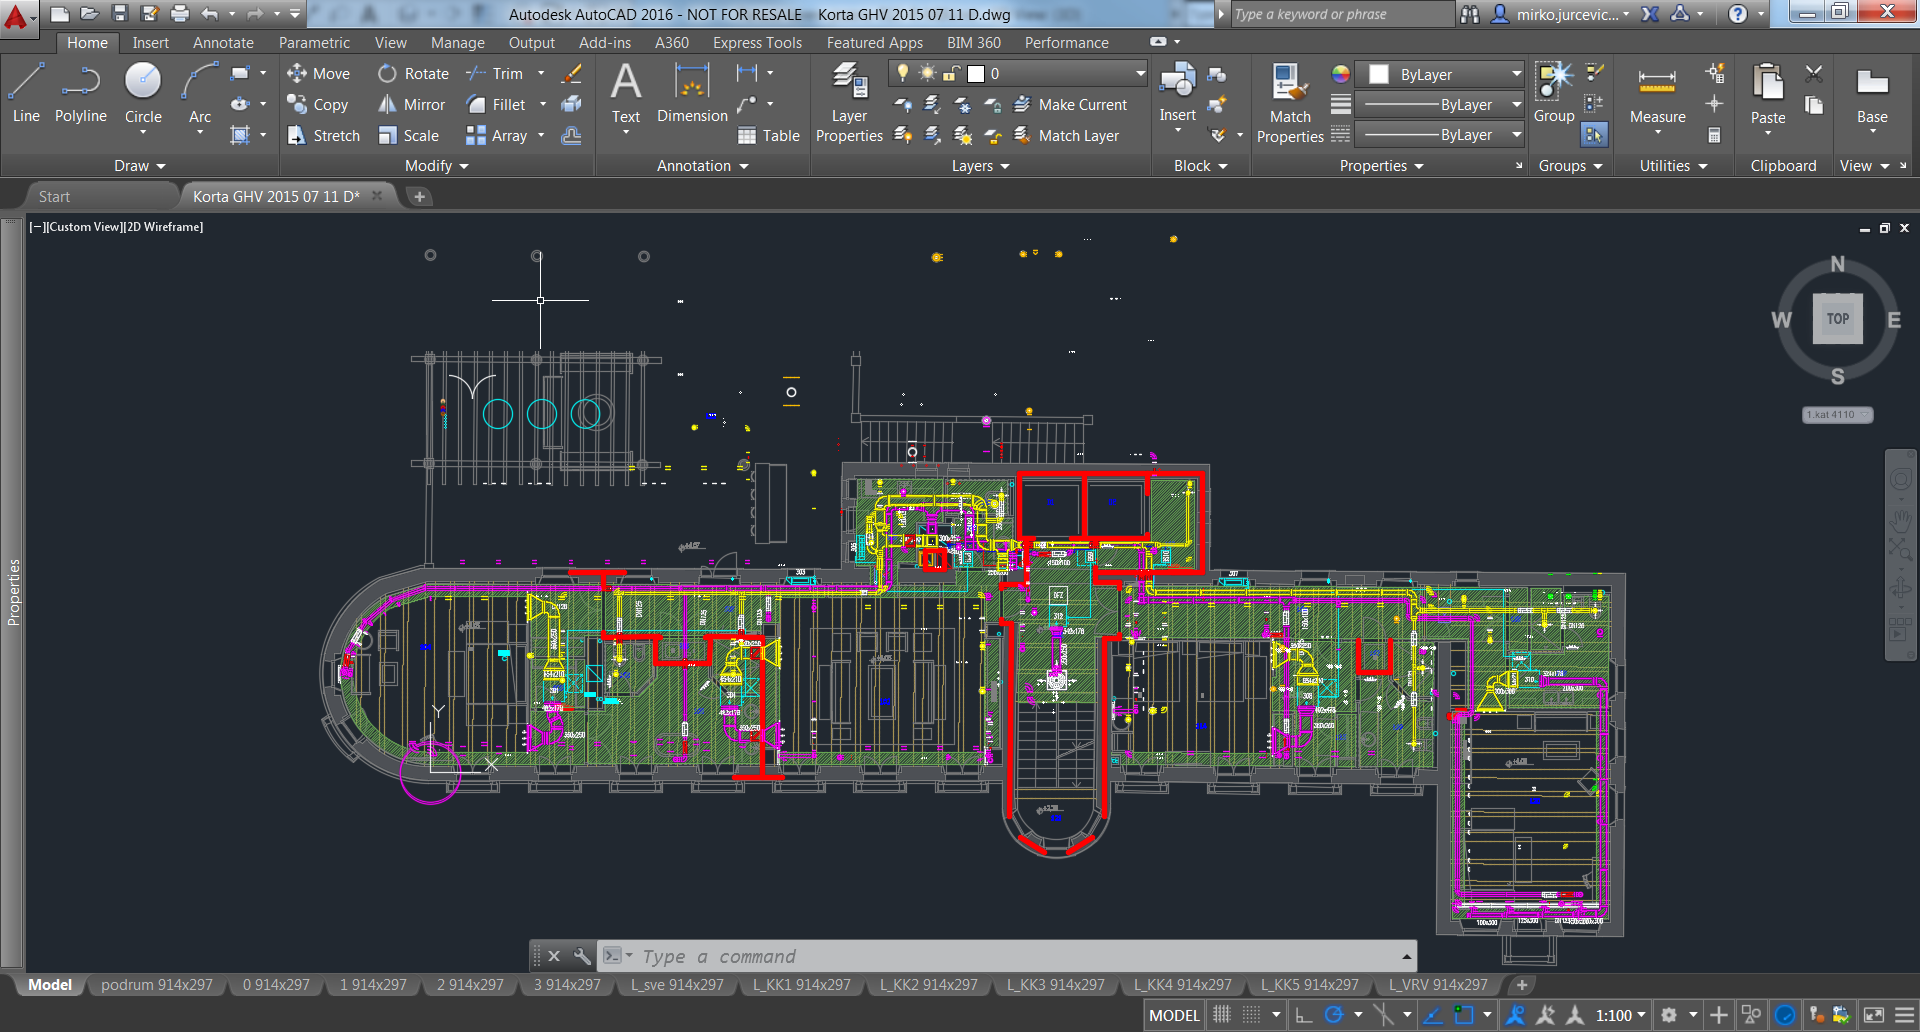 Autodesk AutoCAD 2016 - NOT FOR RESALE    Korta GHV 2015 07 11 D.dwg
Type a keyword or phrase
mirko.jurcevic...
Home Insert Annotate Parametric View Manage Output Add-ins A360 Express Tools Featured Apps BIM 360 Performance
Line Polyline Circle Arc
Move Rotate Trim
Copy Mirror Fillet
Stretch Scale Array
Text Dimension Table
Layer Properties
0
Make Current
Match Layer
Insert
Match Properties
ByLayer
ByLayer
ByLayer
Group Measure Paste Base
Draw Modify Annotation Layers Block Properties Groups Utilities Clipboard View
Start
Korta GHV 2015 07 11 D*
[−][Custom View][2D Wireframe]
N
W TOP E
S
1.kat 4110
Properties
Y
X
Type a command
Model podrum 914x297 0 914x297 1 914x297 2 914x297 3 914x297 L_sve 914x297 L_KK1 914x297 L_KK2 914x297 L_KK3 914x297 L_KK4 914x297 L_KK5 914x297 L_VRV 914x297
MODEL
1:100